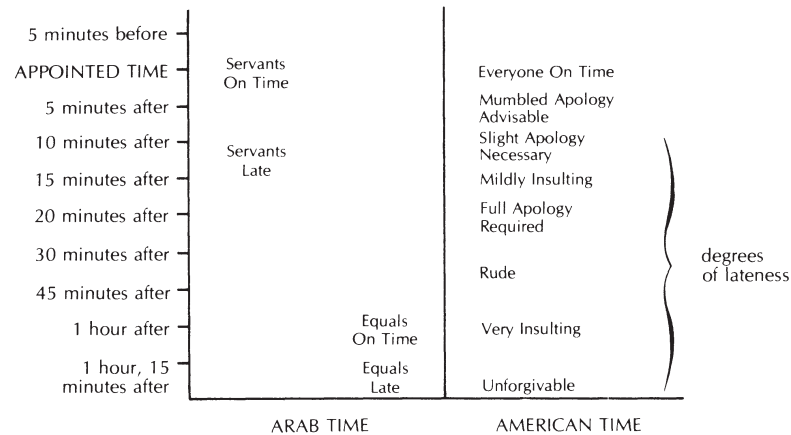 5 minutes before
APPOINTED TIME
5 minutes after
10 minutes after
15 minutes after
20 minutes after
30 minutes after
45 minutes after
1 hour after
1 hour, 15
minutes after
Servants
On Time
Servants
Late
Equals
On Time
Equals
Late
Everyone On Time
Mumbled Apology
Advisable
Slight Apology
Necessary
Mildly Insulting
Full Apology
Required
Rude
Very Insulting
Unforgivable
degrees
of lateness
ARAB TIME
AMERICAN TIME